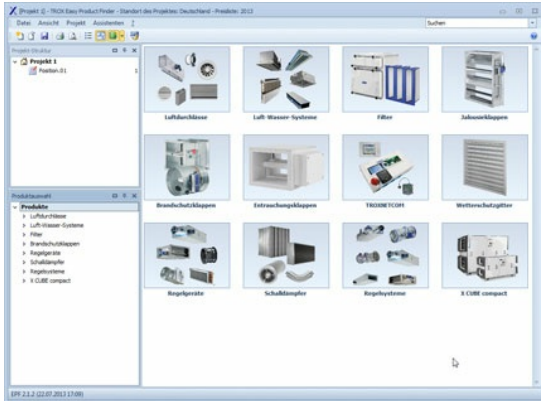 [Projekt 1] - TROX Easy Product Finder - Standort des Projektes: Deutschland - Preisliste: 2013
Datei Ansicht Projekt Assistenten ?
Suchen
Projekt Struktur
Projekt 1
Position.01 1
Produktauswahl
Produkte
Luftdurchlässe
Luft-Wasser-Systeme
Filter
Brandschutzklappen
Regelgeräte
Schalldämpfer
Regelsysteme
X CUBE compact
Luftdurchlässe
Luft-Wasser-Systeme
Filter
Jalousieklappen
Brandschutzklappen
Entrauchungsklappen
TROXNETCOM
Wetterschutzgitter
Regelgeräte
Schalldämpfer
Regelsysteme
X CUBE compact
EPF 2.1.2 (22.07.2013 17:09)